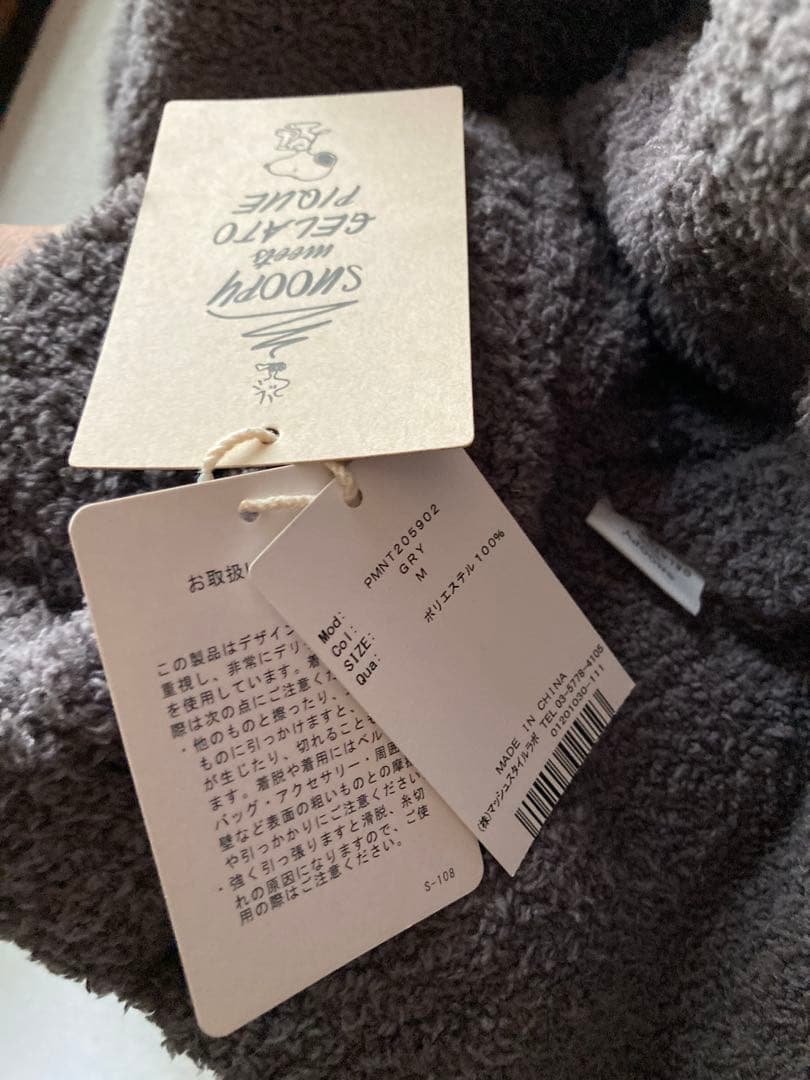 SNOOPY
meets
GELATO
PIQUE
お取扱
この製品はデザイン
重視し、非常にデリ
を使用しています。着
際は次の点にご注意くだ
・他のものと擦ったり、
ものに引っかけますと、
が生じたり、切れることも
ます。着脱や着用にはベル
バッグ・アクセサリー・周囲
壁など表面の粗いものとの摩
や引っかかりにご注意ください
・強く引っ張りますと滑脱、糸切
れの原因になりますので、ご使
用の際はご注意ください。
S-108
Mod: PMNT205902
Col: GRY
SIZE: M
Qua: ポリエステル100%
MADE IN CHINA
(株)マッシュスタイルラボ TEL 03-5778-4105
01201030-111